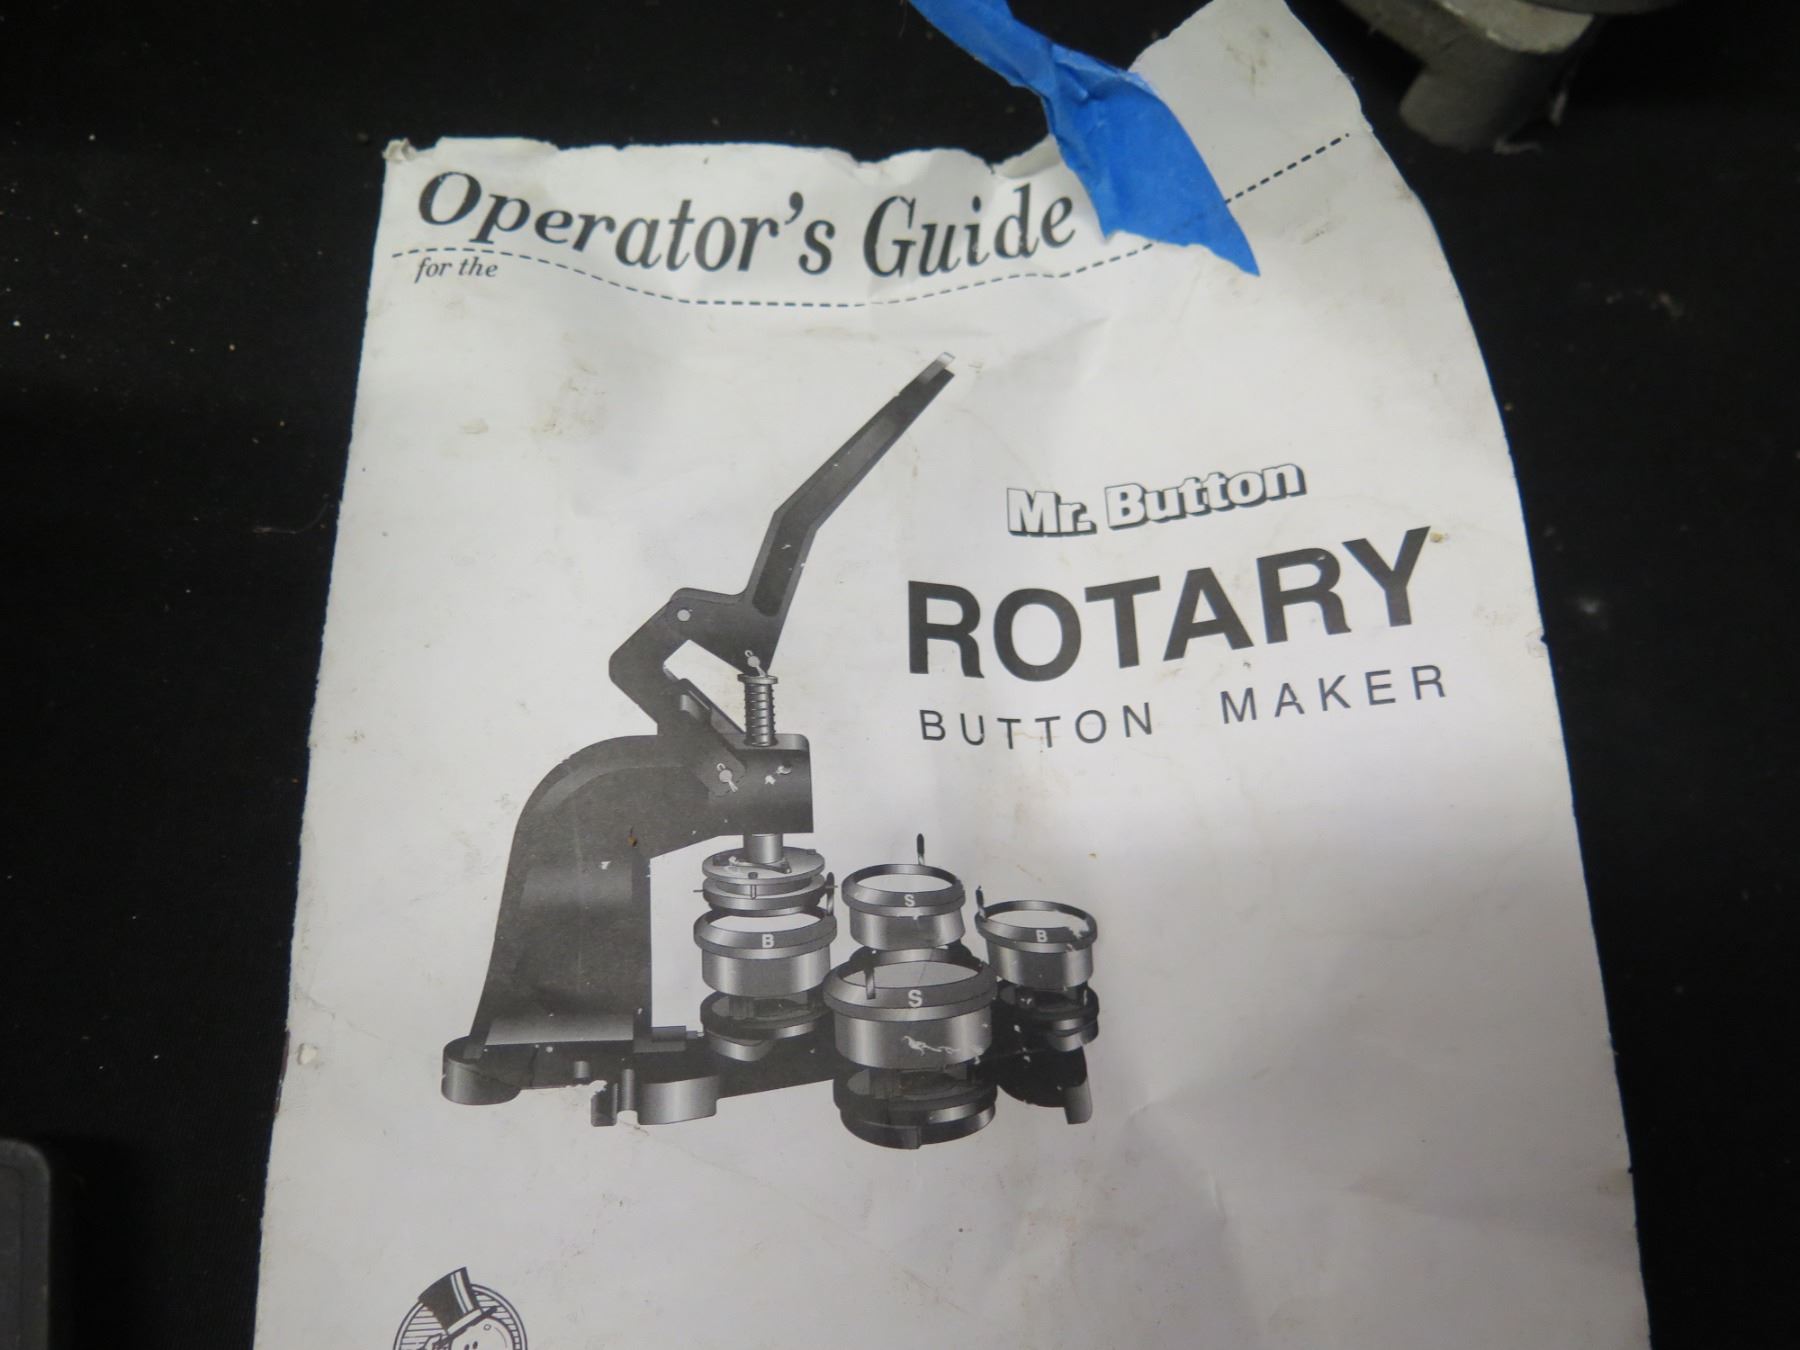 Operator's Guide
for the
Mr. Button
ROTARY
BUTTON MAKER
S
B
B
S